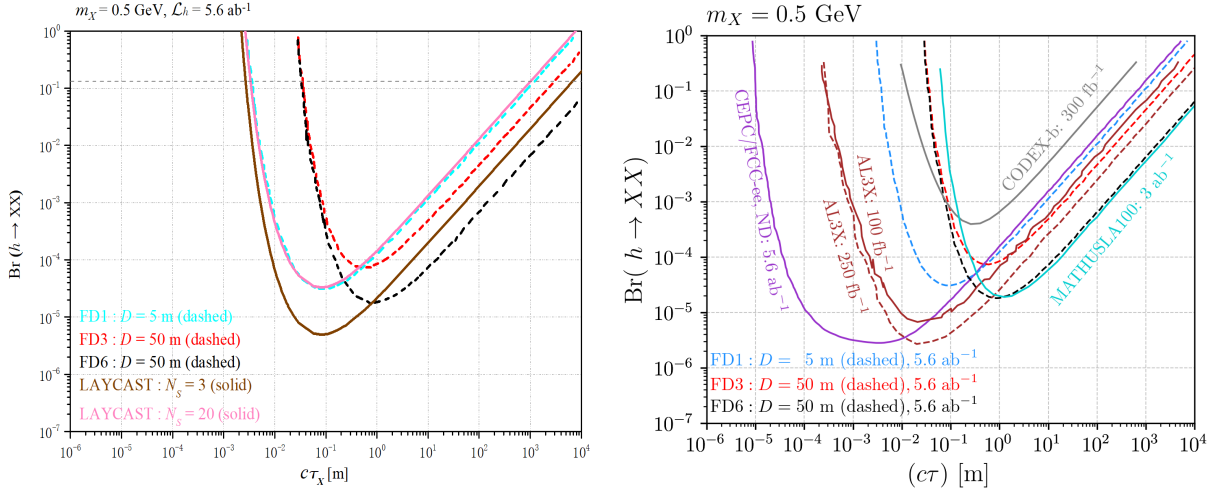 m_X = 0.5 GeV, ℒ_h = 5.6 ab⁻¹
Br (h → XX)
10⁰
10⁻¹
10⁻²
10⁻³
10⁻⁴
10⁻⁵
10⁻⁶
10⁻⁷
FD1 : D = 5 m (dashed)
FD3 : D = 50 m (dashed)
FD6 : D = 50 m (dashed)
LAYCAST : N_S = 3 (solid)
LAYCAST : N_S = 20 (solid)
10⁻⁶ 10⁻⁵ 10⁻⁴ 10⁻³ 10⁻² 10⁻¹ 10⁰ 10¹ 10² 10³ 10⁴
cτ_X [m]
m_X = 0.5 GeV
Br( h → XX)
10⁰
10⁻¹
10⁻²
10⁻³
10⁻⁴
10⁻⁵
10⁻⁶
10⁻⁷
CEPC/FCC-ee, ND: 5.6 ab⁻¹
AL3X: 100 fb⁻¹
AL3X: 250 fb⁻¹
CODEX-b: 300 fb⁻¹
MATHUSLA100: 3 ab⁻¹
FD1 : D = 5 m (dashed), 5.6 ab⁻¹
FD3 : D = 50 m (dashed), 5.6 ab⁻¹
FD6 : D = 50 m (dashed), 5.6 ab⁻¹
10⁻⁶ 10⁻⁵ 10⁻⁴ 10⁻³ 10⁻² 10⁻¹ 10⁰ 10¹ 10² 10³ 10⁴
(cτ) [m]